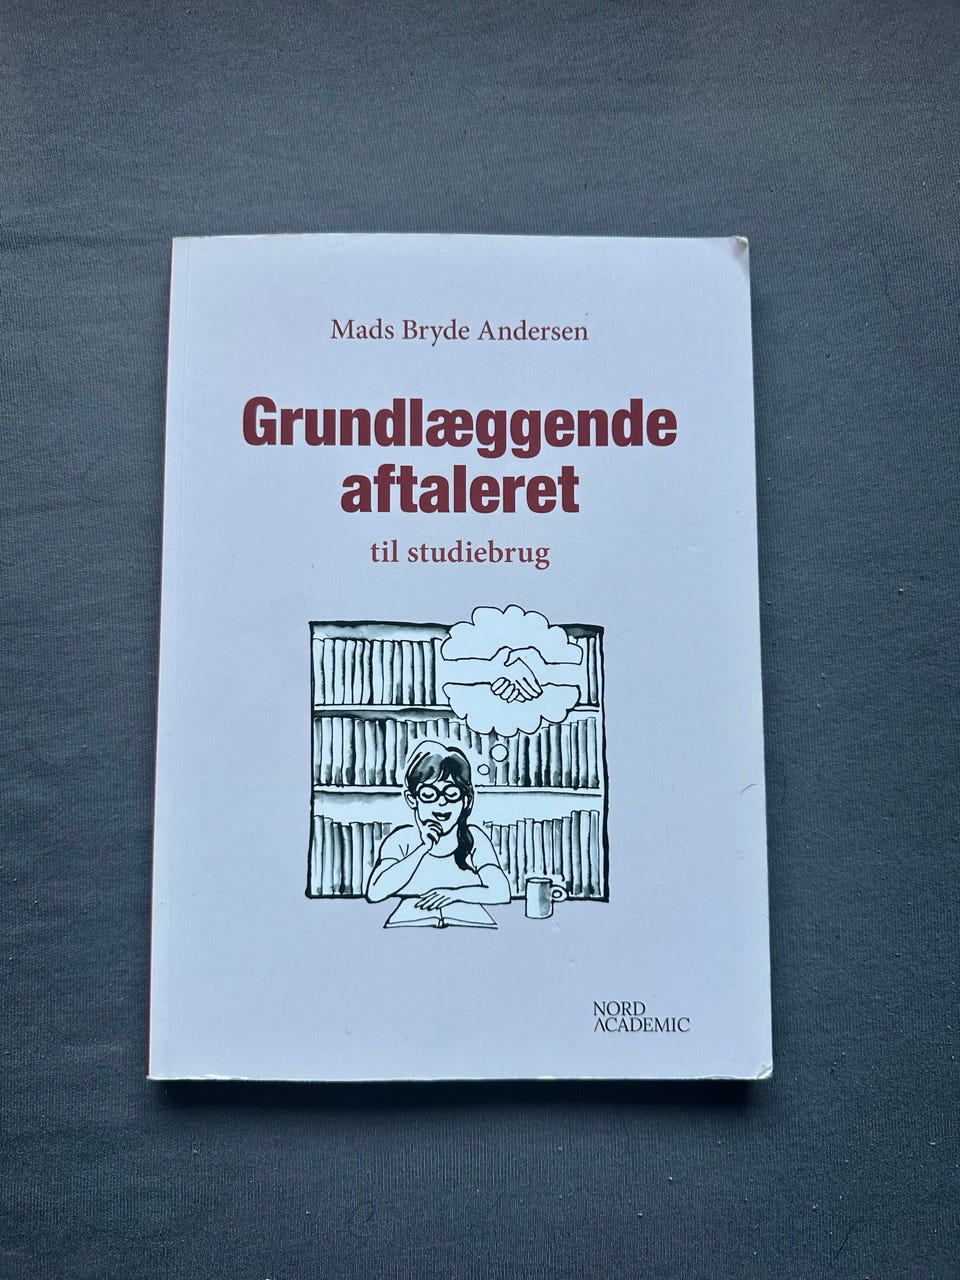 Mads Bryde Andersen
Grundlæggende
aftaleret
til studiebrug
NORD
ACADEMIC